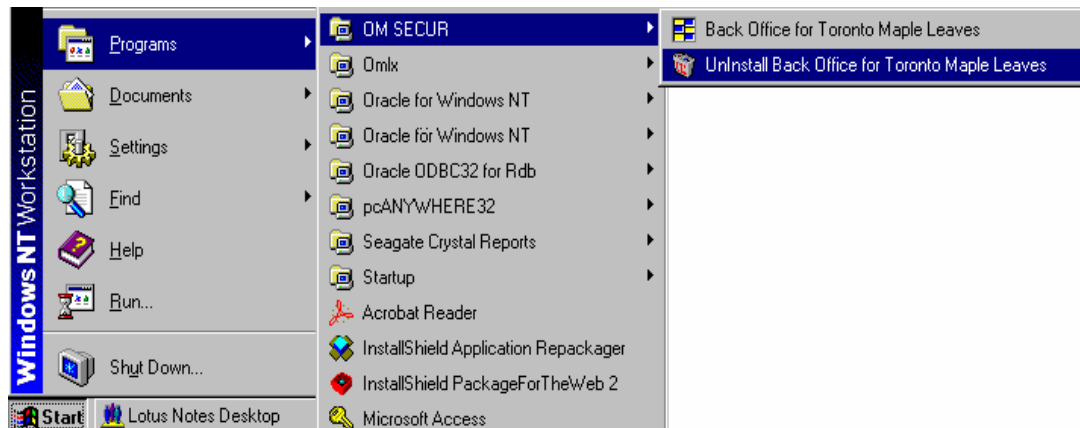 Windows NT Workstation
Programs
Documents
Settings
Find
Help
Run...
Shut Down...
Start
Lotus Notes Desktop
OM SECUR
Omlx
Oracle for Windows NT
Oracle för Windows NT
Oracle ODBC32 for Rdb
pcANYWHERE32
Seagate Crystal Reports
Startup
Acrobat Reader
InstallShield Application Repackager
InstallShield PackageForTheWeb 2
Microsoft Access
Back Office for Toronto Maple Leaves
UnInstall Back Office for Toronto Maple Leaves